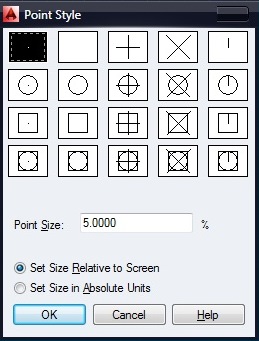 Point Style
Point Size: 5.0000 %
Set Size Relative to Screen
Set Size in Absolute Units
OK Cancel Help